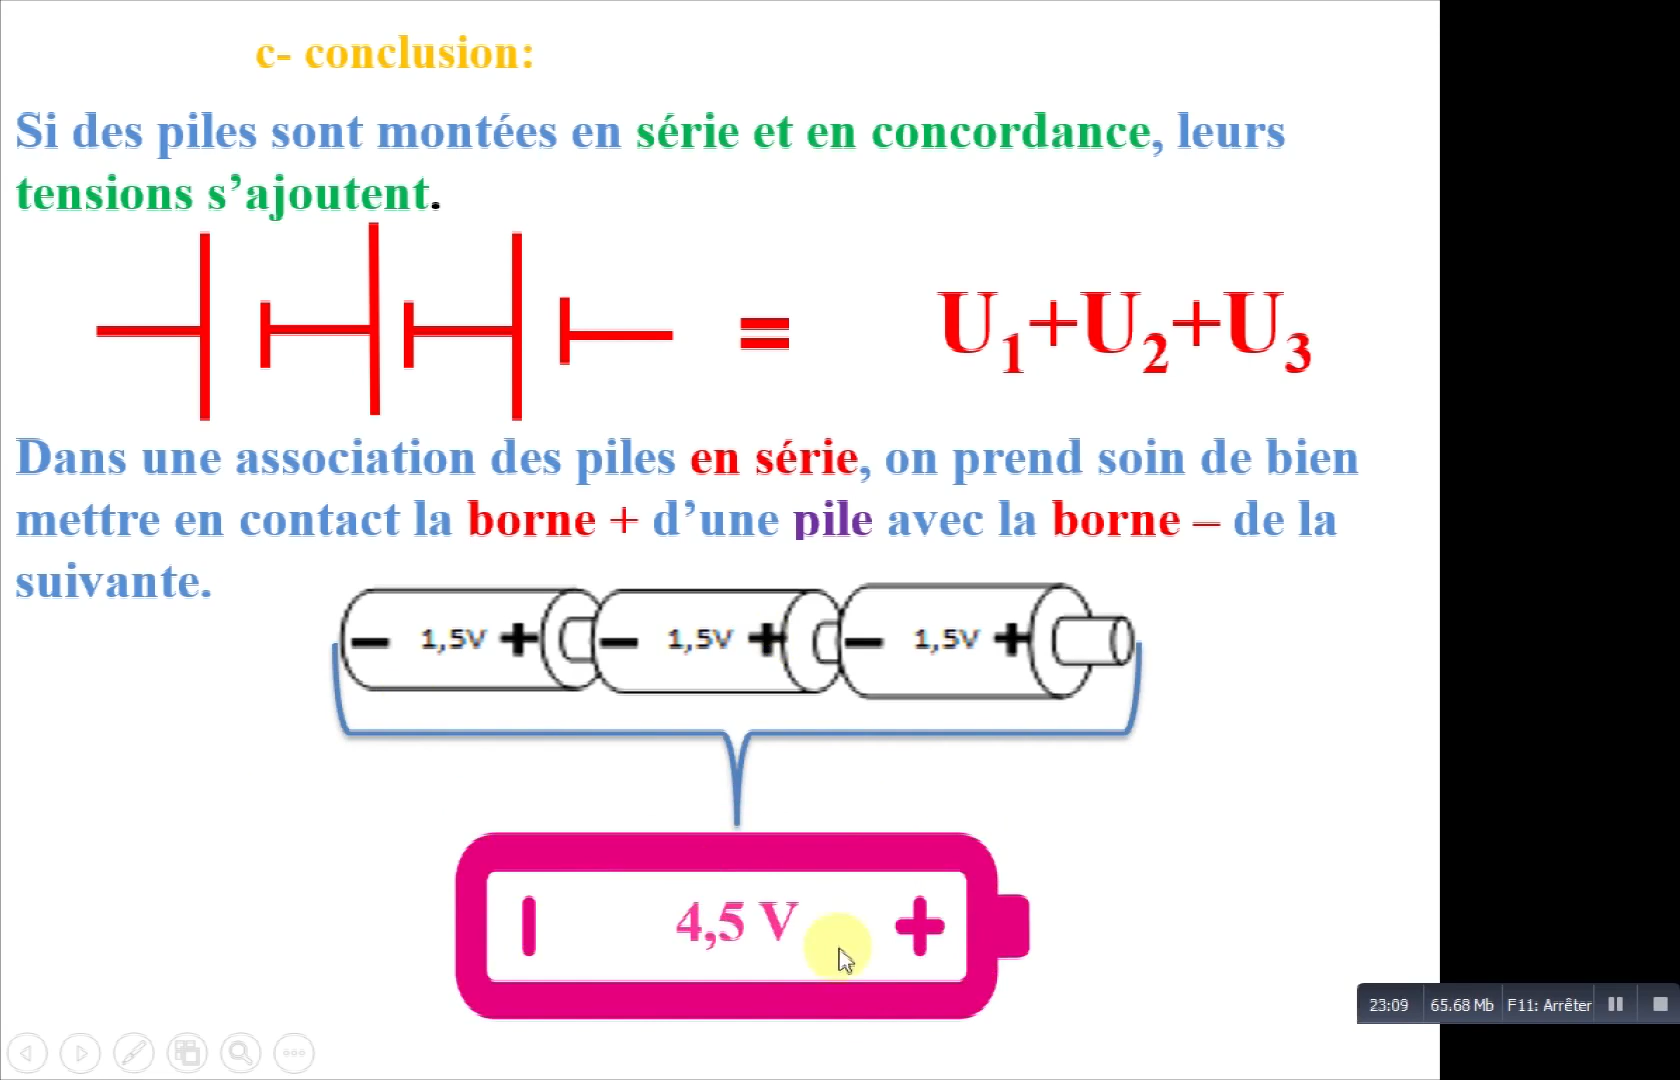 c- conclusion:
Si des piles sont montées en série et en concordance, leurs
tensions s’ajoutent.
= U₁+U₂+U₃
Dans une association des piles en série, on prend soin de bien
mettre en contact la borne + d’une pile avec la borne – de la
suivante.
– 1,5V + – 1,5V + – 1,5V +
4,5 V +
23:09 65.68 Mb F11: Arrêter